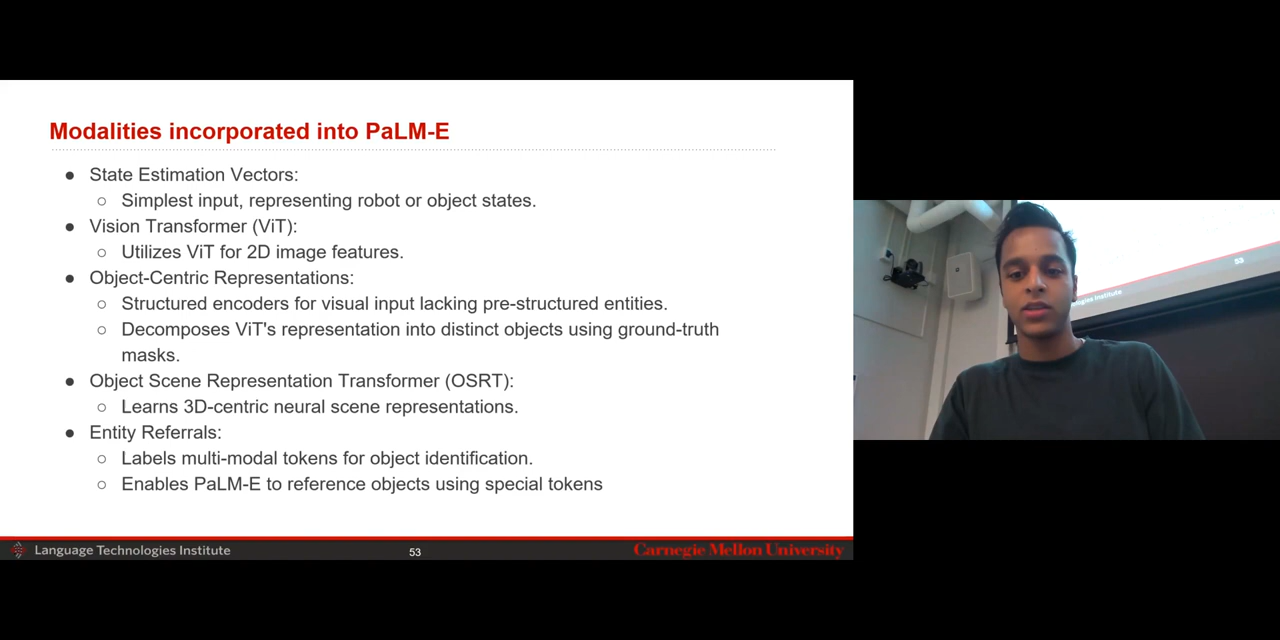 Modalities incorporated into PaLM-E
● State Estimation Vectors:
○ Simplest input, representing robot or object states.
● Vision Transformer (ViT):
○ Utilizes ViT for 2D image features.
● Object-Centric Representations:
○ Structured encoders for visual input lacking pre-structured entities.
○ Decomposes ViT's representation into distinct objects using ground-truth
masks.
● Object Scene Representation Transformer (OSRT):
○ Learns 3D-centric neural scene representations.
● Entity Referrals:
○ Labels multi-modal tokens for object identification.
○ Enables PaLM-E to reference objects using special tokens
Language Technologies Institute
53
Carnegie Mellon University
53
Institute